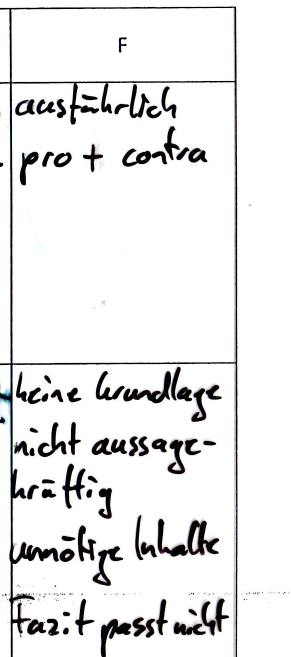 F
ausführlich
pro + contra
keine Grundlage
nicht aussage-
kräftig
unnötige Inhalte
Fazit passt nicht